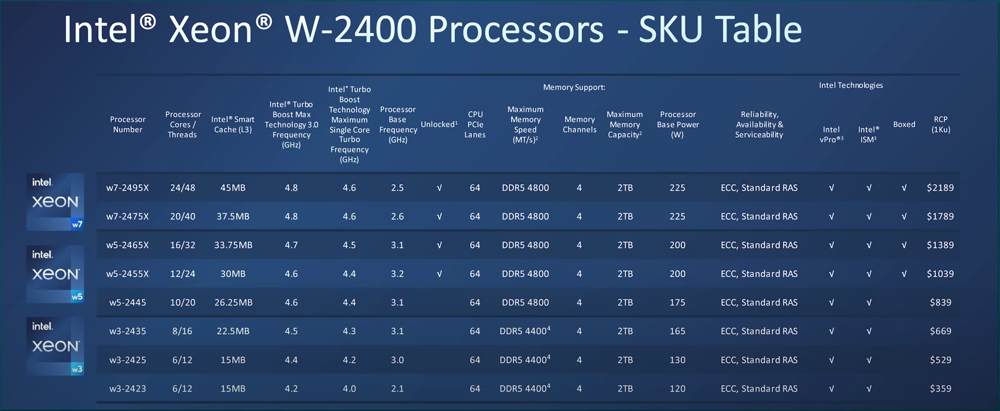 Intel® Xeon® W-2400 Processors - SKU Table
Memory Support:
Intel Technologies
Processor
Number
Processor
Cores /
Threads
Intel® Smart
Cache (L3)
Intel® Turbo
Boost Max
Technology 3.0
Frequency
(GHz)
Intel® Turbo
Boost
Technology
Maximum
Single Core
Turbo
Frequency
(GHz)
Processor
Base
Frequency
(GHz)
Unlocked¹
CPU
PCIe
Lanes
Maximum
Memory
Speed
(MT/s)²
Memory
Channels
Maximum
Memory
Capacity²
Processor
Base Power
(W)
Reliability,
Availability &
Serviceability
Intel
vPro®³
Intel®
ISM³
Boxed
RCP
(1Ku)
intel.
xeon
w7
w7-2495X 24/48 45MB 4.8 4.6 2.5 √ 64 DDR5 4800 4 2TB 225 ECC, Standard RAS √ √ √ $2189
w7-2475X 20/40 37.5MB 4.8 4.6 2.6 √ 64 DDR5 4800 4 2TB 225 ECC, Standard RAS √ √ √ $1789
intel.
xeon
w5
w5-2465X 16/32 33.75MB 4.7 4.5 3.1 √ 64 DDR5 4800 4 2TB 200 ECC, Standard RAS √ √ √ $1389
w5-2455X 12/24 30MB 4.6 4.4 3.2 √ 64 DDR5 4800 4 2TB 200 ECC, Standard RAS √ √ √ $1039
w5-2445 10/20 26.25MB 4.6 4.4 3.1 64 DDR5 4800 4 2TB 175 ECC, Standard RAS √ √ $839
intel.
xeon
w3
w3-2435 8/16 22.5MB 4.5 4.3 3.1 64 DDR5 4400⁴ 4 2TB 165 ECC, Standard RAS √ √ $669
w3-2425 6/12 15MB 4.4 4.2 3.0 64 DDR5 4400⁴ 4 2TB 130 ECC, Standard RAS √ √ $529
w3-2423 6/12 15MB 4.2 4.0 2.1 64 DDR5 4400⁴ 4 2TB 120 ECC, Standard RAS √ √ $359